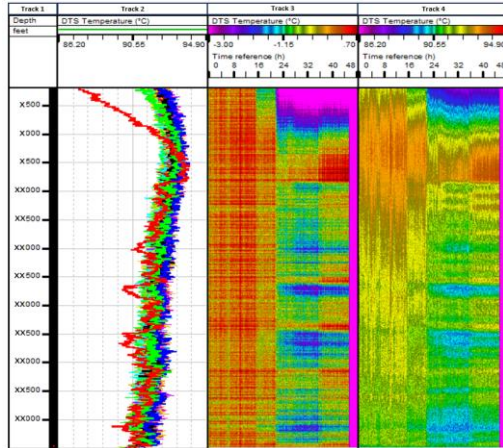 Track 1 Track 2 Track 3 Track 4
Depth DTS Temperature (°C) DTS Temperature (°C) DTS Temperature (°C)
feet
86.20 90.55 94.90 -3.00 -1.15 .70 86.20 90.55 94.90
Time reference (h) Time reference (h)
0 8 16 24 32 40 48 0 8 16 24 32 40 48
X500
X000
X500
XX000
XX500
XX000
XX500
XX000
XX500
XX000
XX500
XX000